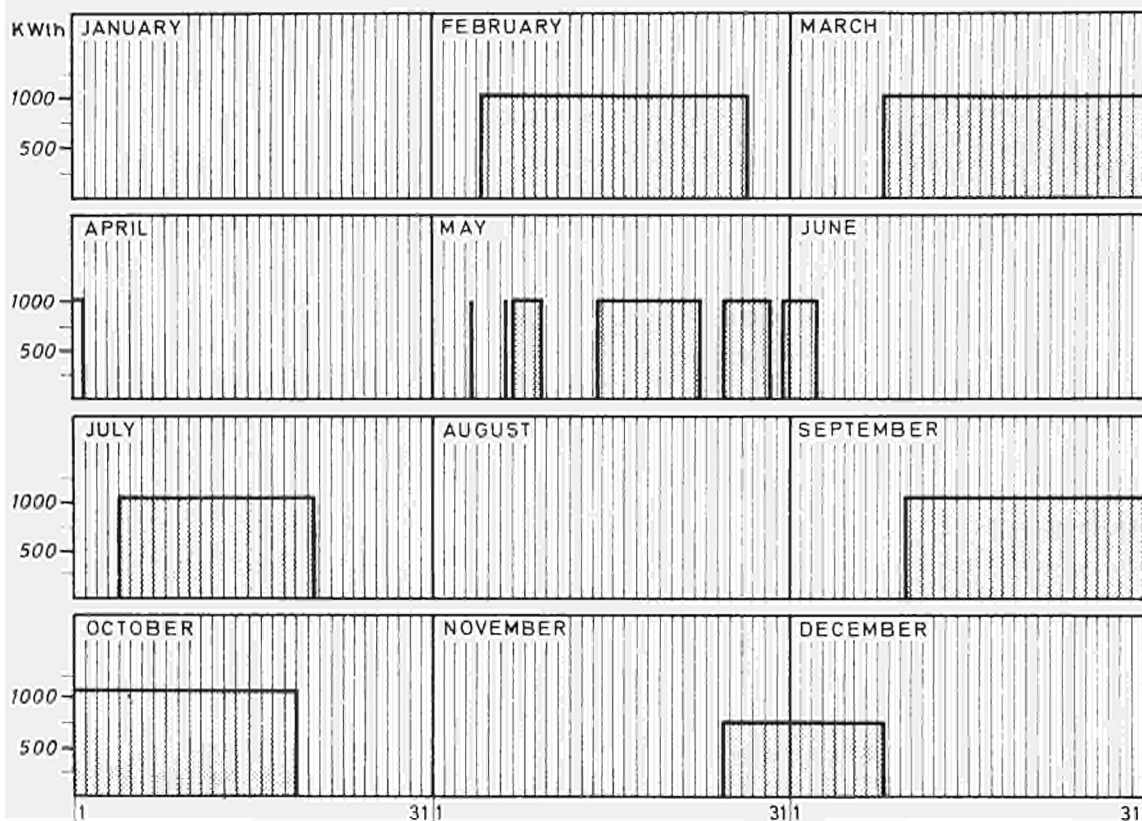 KWth JANUARY FEBRUARY MARCH
1000
500
APRIL MAY JUNE
1000
500
JULY AUGUST SEPTEMBER
1000
500
OCTOBER NOVEMBER DECEMBER
1000
500
1 31 1 31 1 31